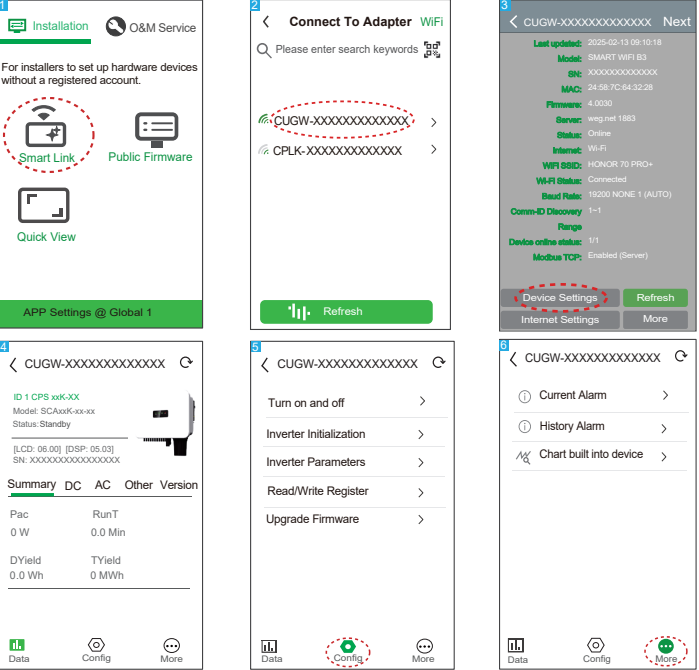 1
Installation
O&M Service
For installers to set up hardware devices
without a registered account.
Smart Link
Public Firmware
Quick View
APP Settings @ Global 1
2
Connect To Adapter WiFi
Please enter search keywords
CUGW-XXXXXXXXXXXXX
CPLK-XXXXXXXXXXXXX
Refresh
3
CUGW-XXXXXXXXXXXXX Next
Last updated: 2025-02-13 09:10:18
Model: SMART WIFI B3
SN: XXXXXXXXXXXXX
MAC: 24:58:7C:64:32:28
Firmware: 4.0030
Server: weg.net 1883
Status: Online
Internet: Wi-Fi
WIFI SSID: HONOR 70 PRO+
Wi-Fi Status: Connected
Baud Rate: 19200 NONE 1 (AUTO)
Comm-ID Discovery 1~1
Range
Device online status: 1/1
Modbus TCP: Enabled (Server)
Device Settings Refresh
Internet Settings More
4
CUGW-XXXXXXXXXXXXX
ID 1 CPS xxK-XX
Model: SCAxxK-xx-xx
Status:Standby
[LCD: 06.00] [DSP: 05.03]
SN: XXXXXXXXXXXXXXXX
Summary DC AC Other Version
Pac RunT
0 W 0.0 Min
DYield TYield
0.0 Wh 0 MWh
Data Config More
5
CUGW-XXXXXXXXXXXXX
Turn on and off
Inverter Initialization
Inverter Parameters
Read/Write Register
Upgrade Firmware
Data Config More
6
CUGW-XXXXXXXXXXXXX
Current Alarm
History Alarm
Chart built into device
Data Config More